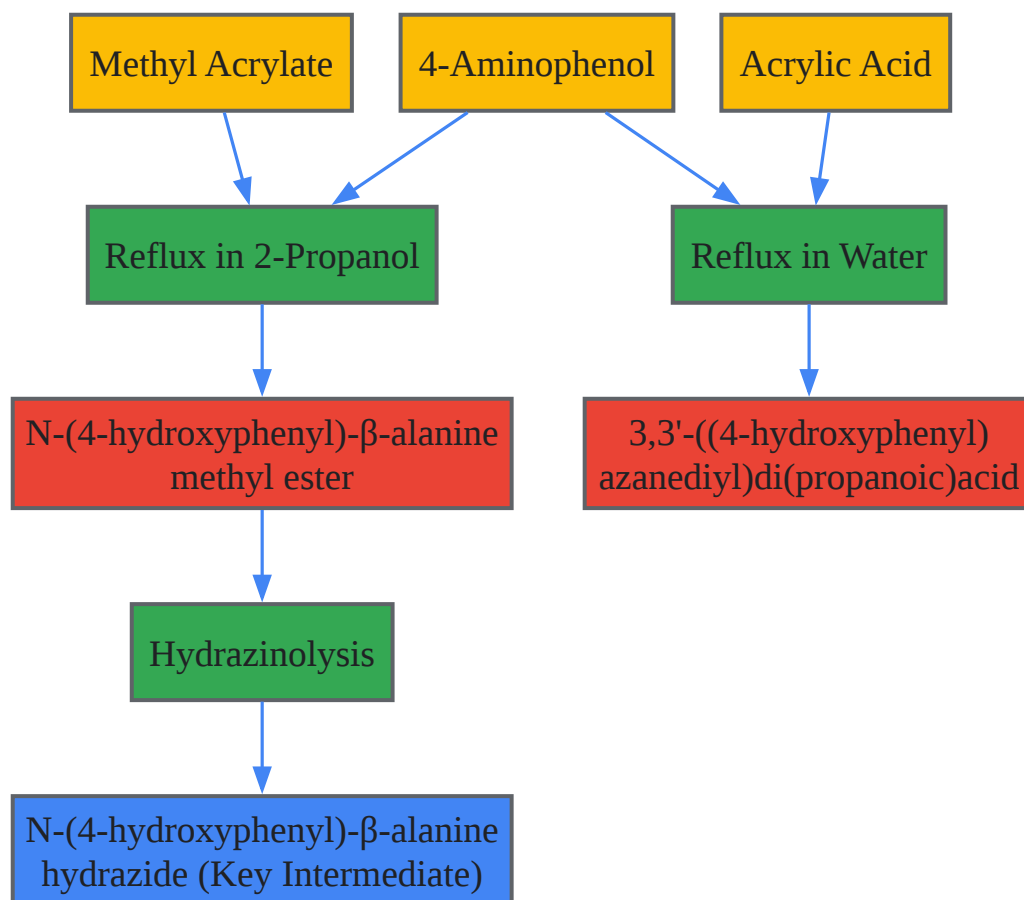 Methyl Acrylate
4-Aminophenol
Acrylic Acid
Reflux in 2-Propanol
Reflux in Water
N-(4-hydroxyphenyl)-β-alanine
methyl ester
3,3'-((4-hydroxyphenyl)
azanediyl)di(propanoic)acid
Hydrazinolysis
N-(4-hydroxyphenyl)-β-alanine
hydrazide (Key Intermediate)